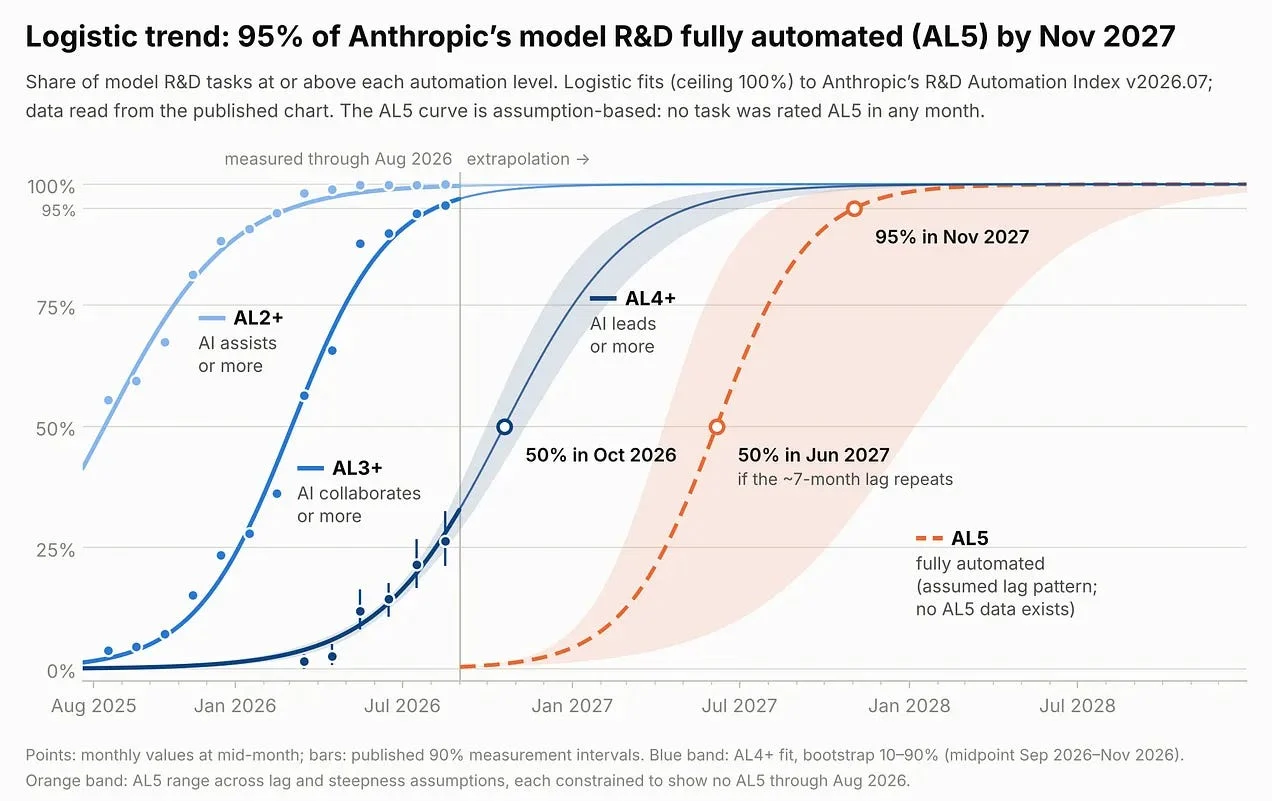 Logistic trend: 95% of Anthropic’s model R&D fully automated (AL5) by Nov 2027
Share of model R&D tasks at or above each automation level. Logistic fits (ceiling 100%) to Anthropic’s R&D Automation Index v2026.07;
data read from the published chart. The AL5 curve is assumption-based: no task was rated AL5 in any month.
measured through Aug 2026
extrapolation →
100%
95%
75%
50%
25%
0%
AL2+
AI assists
or more
AL3+
AI collaborates
or more
AL4+
AI leads
or more
50% in Oct 2026
95% in Nov 2027
50% in Jun 2027
if the ~7-month lag repeats
AL5
fully automated
(assumed lag pattern;
no AL5 data exists)
Aug 2025
Jan 2026
Jul 2026
Jan 2027
Jul 2027
Jan 2028
Jul 2028
Points: monthly values at mid-month; bars: published 90% measurement intervals. Blue band: AL4+ fit, bootstrap 10–90% (midpoint Sep 2026–Nov 2026).
Orange band: AL5 range across lag and steepness assumptions, each constrained to show no AL5 through Aug 2026.